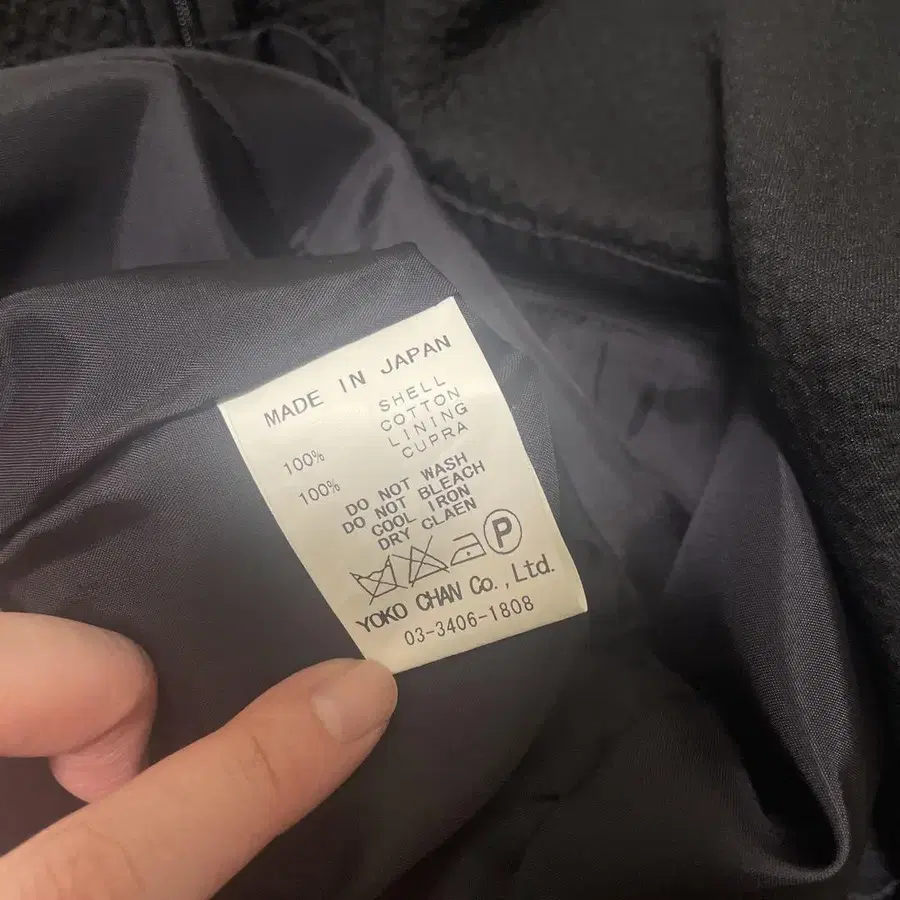 MADE IN JAPAN
SHELL
100% COTTON
LINING
100% CUPRA
DO NOT WASH
DO NOT BLEACH
COOL IRON
DRY CLAEN
P
YOKO CHAN Co.,Ltd.
03-3406-1808